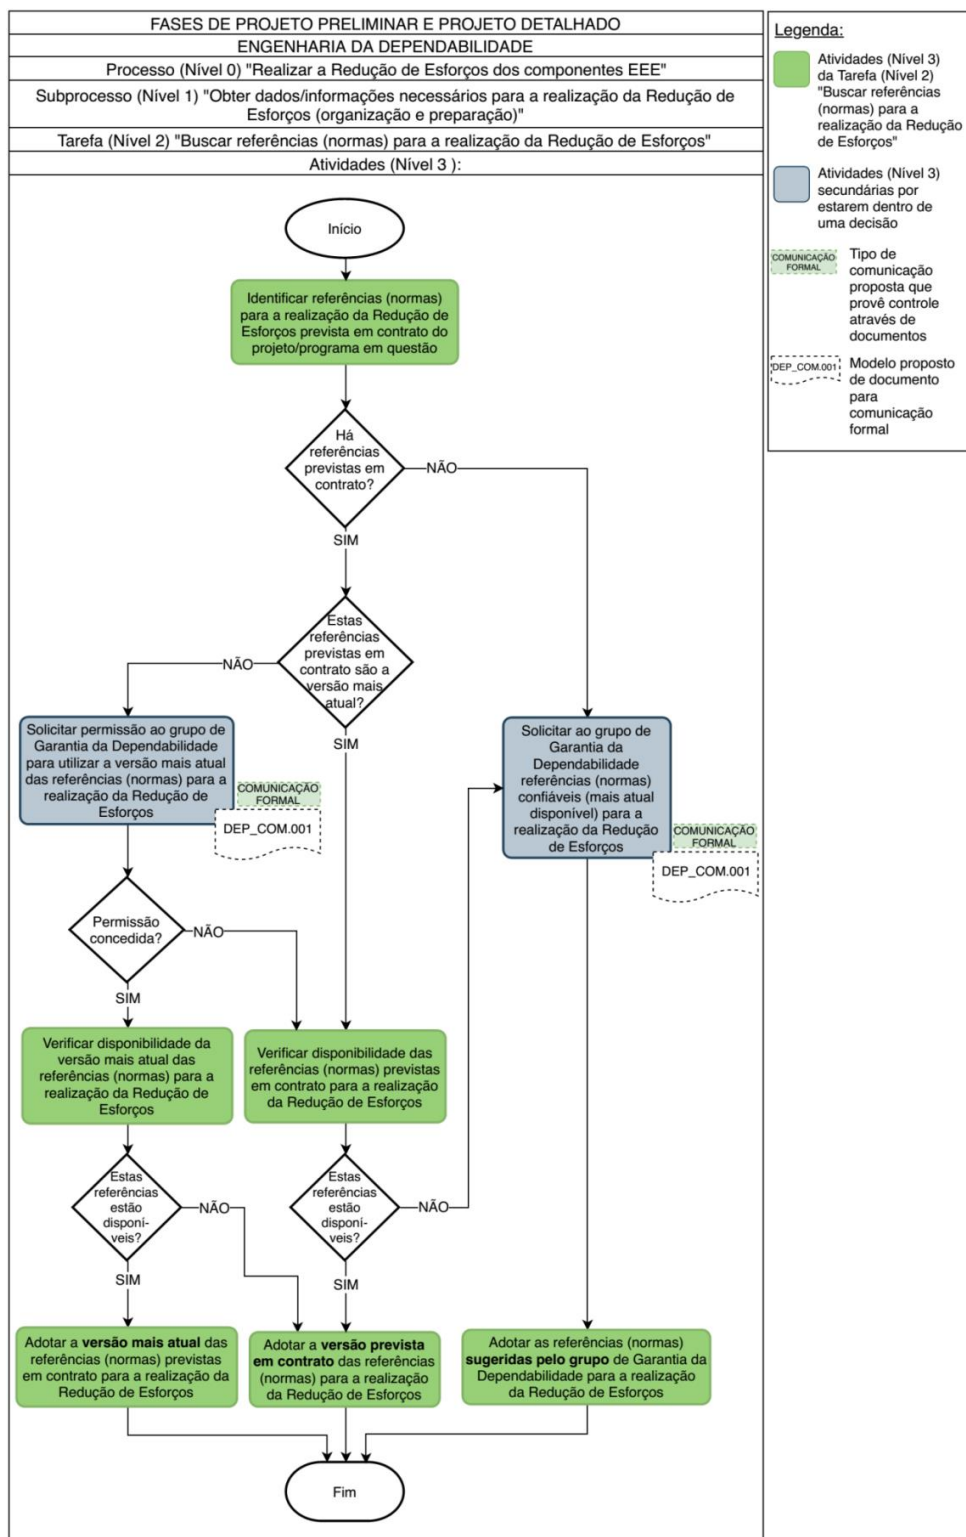 FASES DE PROJETO PRELIMINAR E PROJETO DETALHADO
ENGENHARIA DA DEPENDABILIDADE
Processo (Nível 0) "Realizar a Redução de Esforços dos componentes EEE"
Subprocesso (Nível 1) "Obter dados/informações necessários para a realização da Redução de
Esforços (organização e preparação)"
Tarefa (Nível 2) "Buscar referências (normas) para a realização da Redução de Esforços"
Atividades (Nível 3 ):
Início
Identificar referências (normas)
para a realização da Redução de
Esforços prevista em contrato do
projeto/programa em questão
Há
referências
previstas em
contrato?
NÃO
SIM
Estas
referências
previstas em
contrato são a
versão mais
atual?
NÃO
SIM
Solicitar permissão ao grupo de
Garantia da Dependabilidade
para utilizar a versão mais atual
das referências (normas) para a
realização da Redução de
Esforços
COMUNICAÇÃO
FORMAL
DEP_COM.001
Solicitar ao grupo de
Garantia da
Dependabilidade
referências (normas)
confiáveis (mais atual
disponível) para a
realização da Redução
de Esforços
COMUNICAÇÃO
FORMAL
DEP_COM.001
Permissão
concedida?
NÃO
SIM
Verificar disponibilidade da
versão mais atual das
referências (normas) para a
realização da Redução de
Esforços
Verificar disponibilidade das
referências (normas) previstas
em contrato para a realização
da Redução de Esforços
Estas
referências
estão
disponí-
veis?
NÃO
SIM
Estas
referências
estão
disponí-
veis?
NÃO
SIM
Adotar a versão mais atual das
referências (normas) previstas
em contrato para a realização da
Redução de Esforços
Adotar a versão prevista
em contrato das referências
(normas) para a realização
da Redução de Esforços
Adotar as referências (normas)
sugeridas pelo grupo de Garantia da
Dependabilidade para a realização
da Redução de Esforços
Fim
Legenda:
Atividades (Nível 3)
da Tarefa (Nível 2)
"Buscar referências
(normas) para a
realização da Redução
de Esforços"
Atividades (Nível 3)
secundárias por
estarem dentro de
uma decisão
COMUNICAÇÃO
FORMAL
Tipo de
comunicação
proposta que
provê controle
através de
documentos
DEP_COM.001
Modelo proposto
de documento
para
comunicação
formal